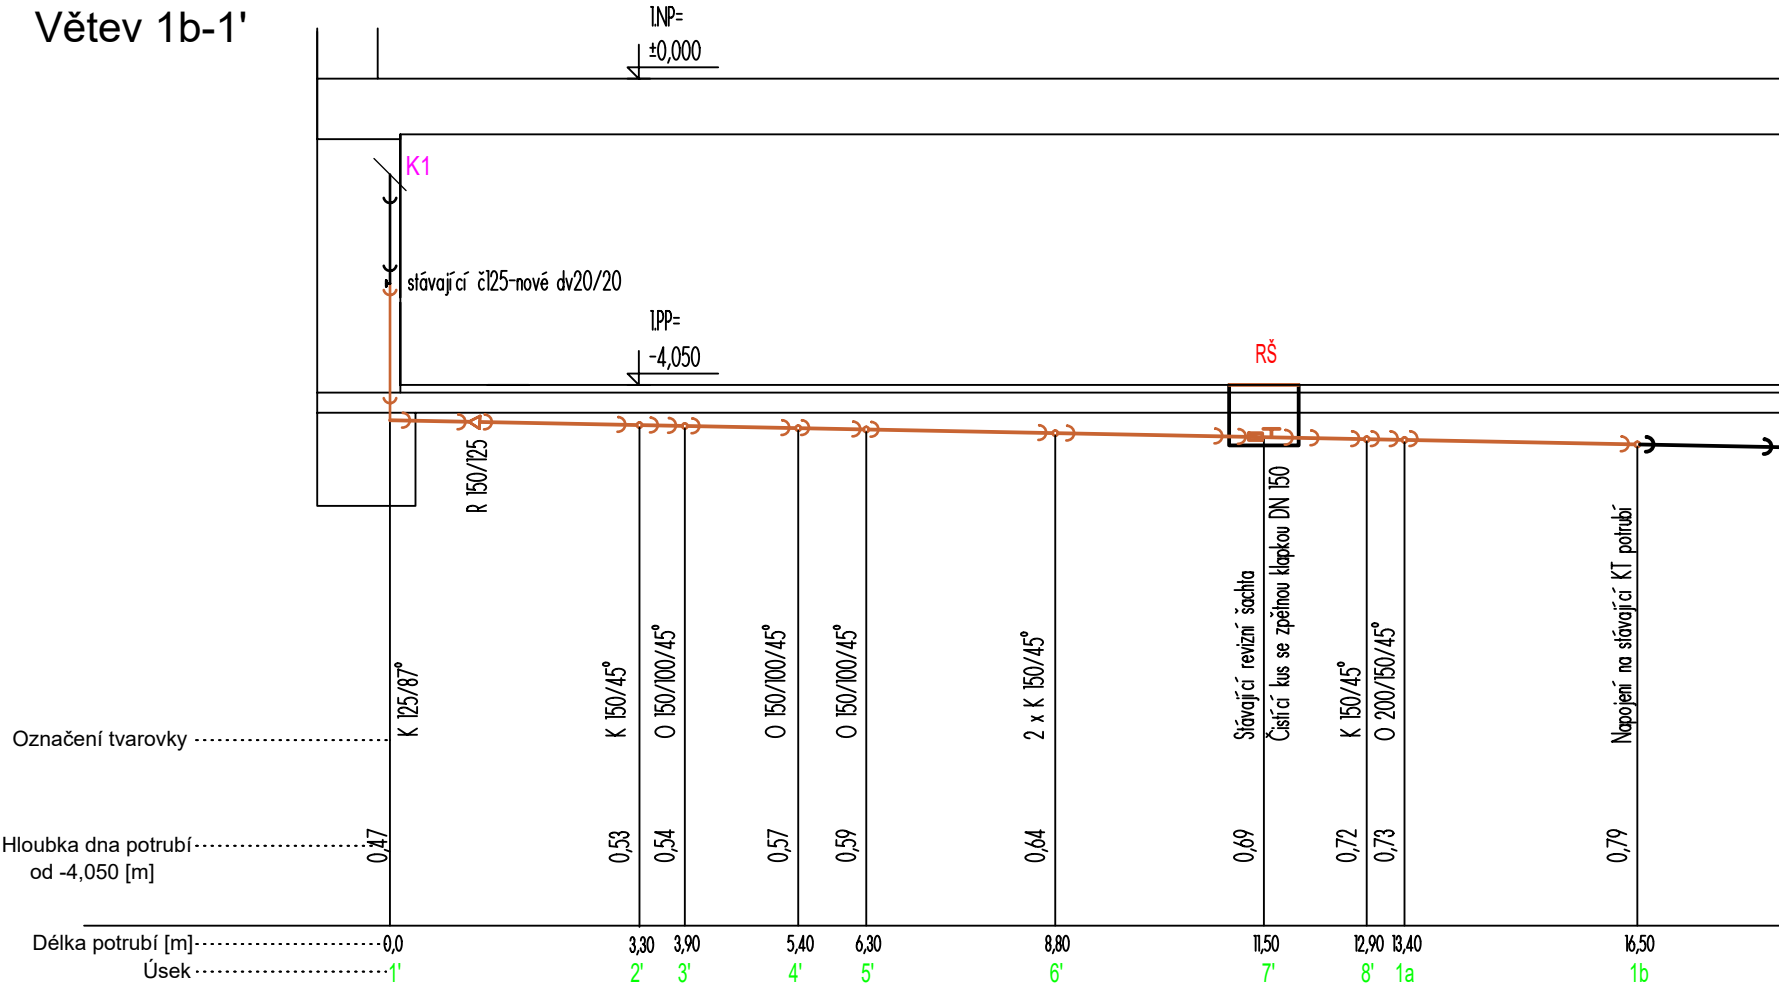 Větev 1b-1'
1.NP=
±0,000
K1
stávající č125-nové dv20/20
1.PP=
-4,050
RŠ
R 150/125
K 125/87°
K 150/45°
O 150/100/45°
O 150/100/45°
O 150/100/45°
2 x K 150/45°
Stávající revizní šachta
Čistící kus se zpětnou klapkou DN 150
K 150/45°
O 200/150/45°
Napojení na stávající KT potrubí
Označení tvarovky
Hloubka dna potrubí
od -4,050 [m]
0,47 0,53 0,54 0,57 0,59 0,64 0,69 0,72 0,73 0,79
Délka potrubí [m] 0,0 3,30 3,90 5,40 6,30 8,80 11,50 12,90 13,40 16,50
Úsek 1' 2' 3' 4' 5' 6' 7' 8' 1a 1b